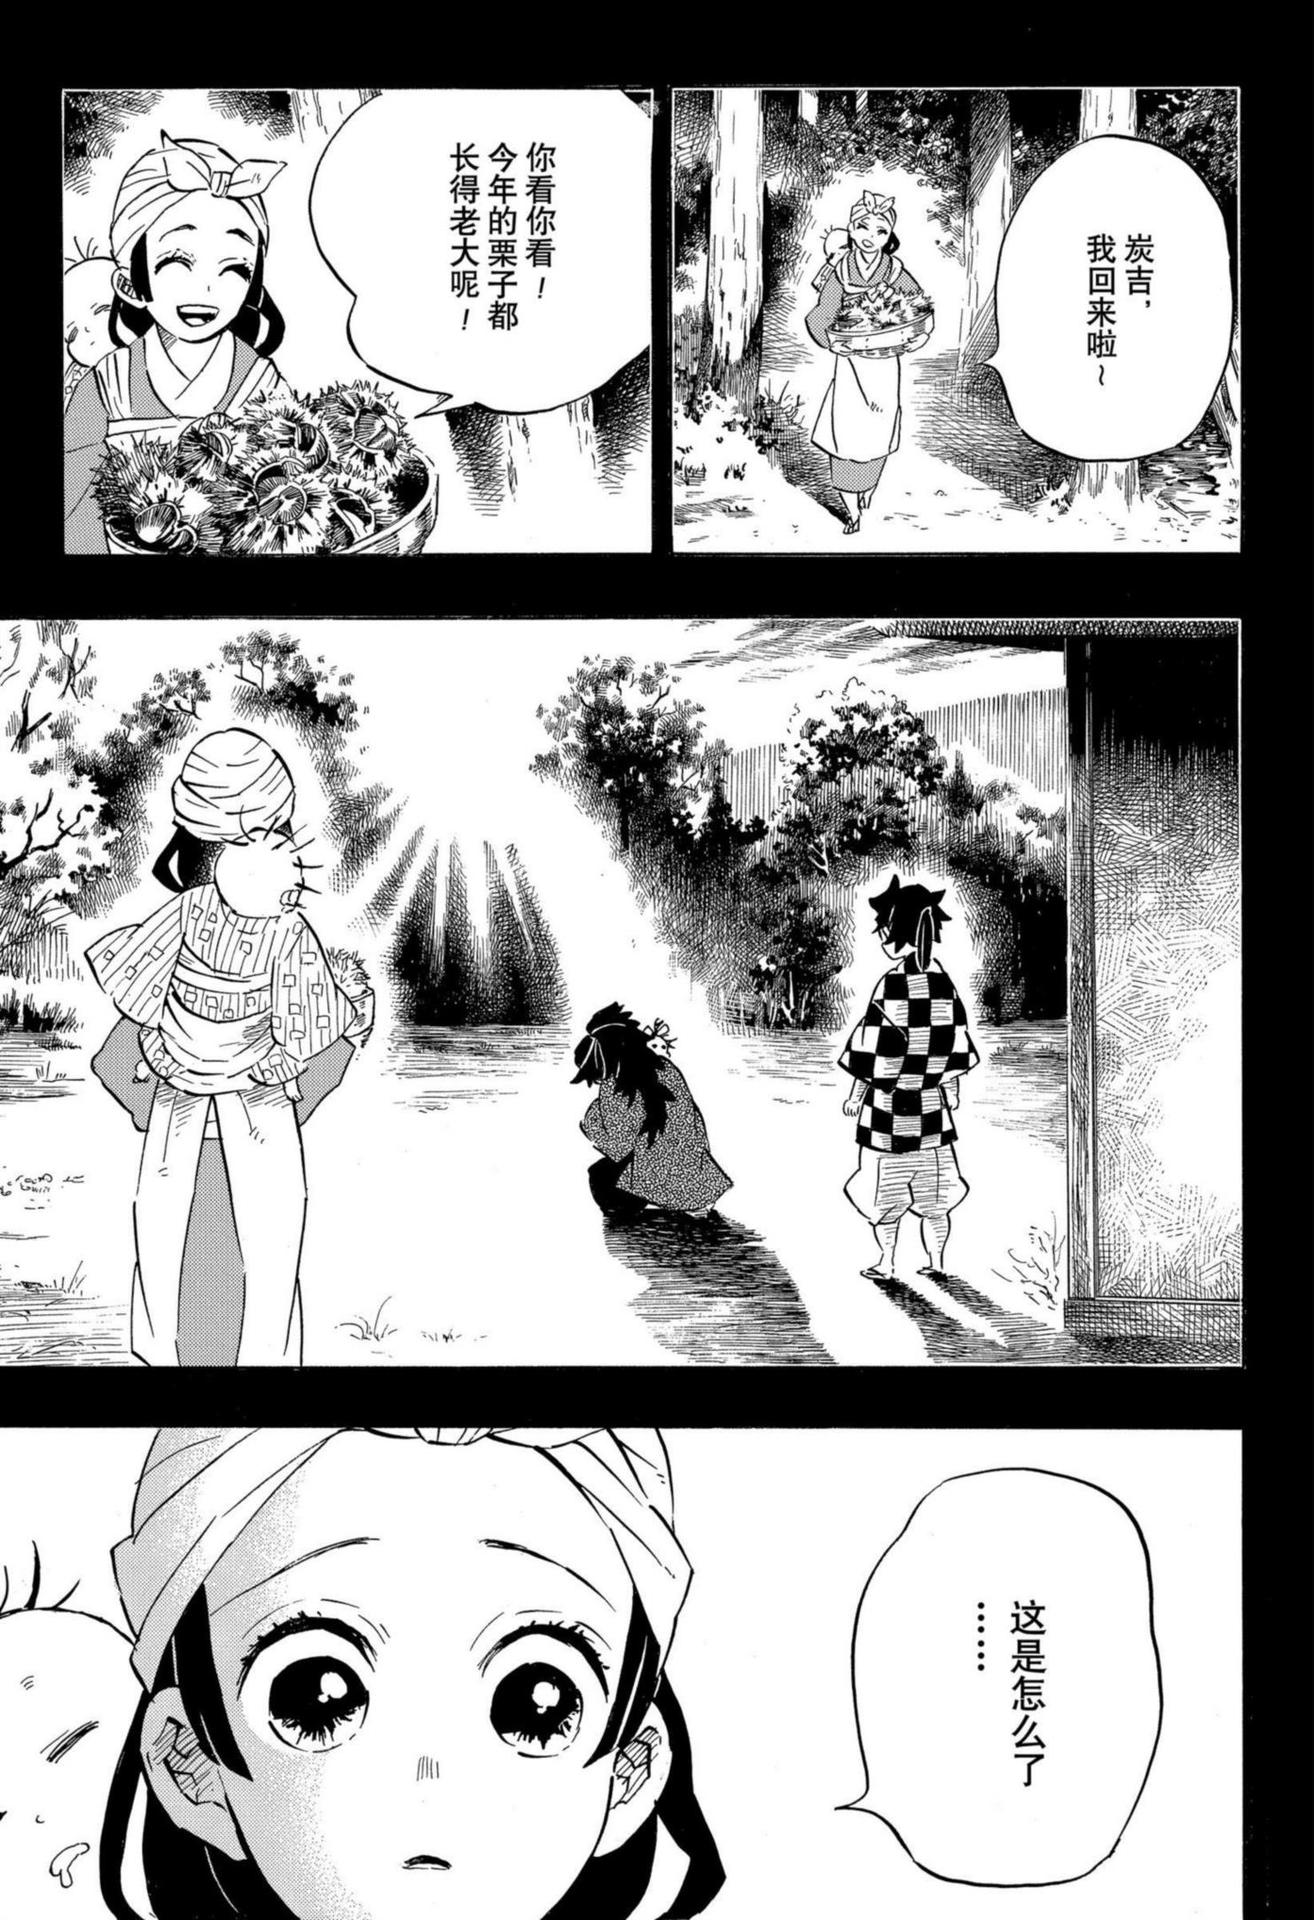 炭吉，
我回来啦~
你看你看！
今年的栗子都
长得老大呢！
这是怎么了
……